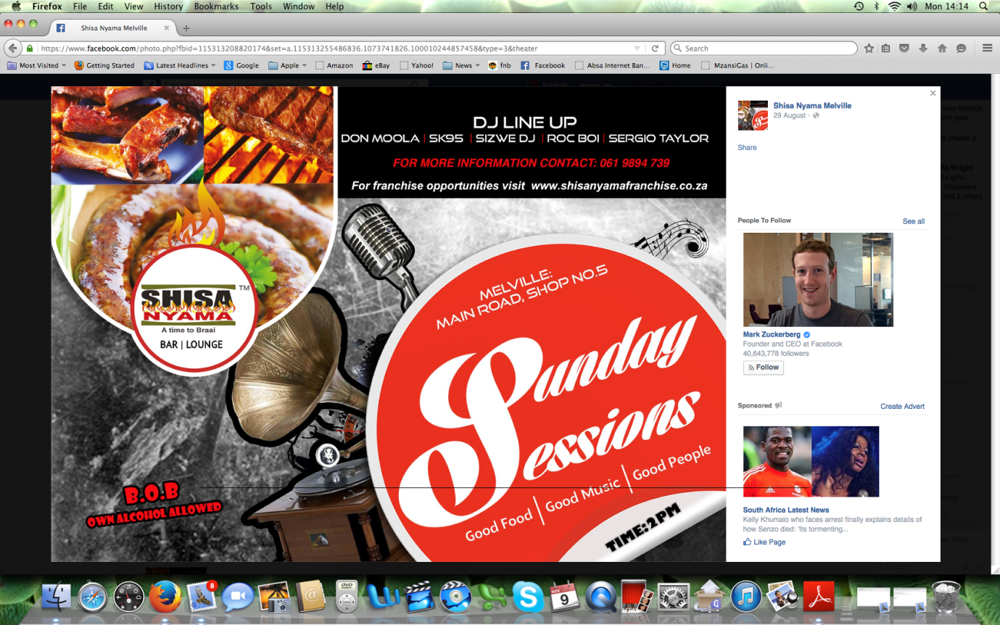 Firefox File Edit View History Bookmarks Tools Window Help
Mon 14:14
Shisa Nyama Melville
https://www.facebook.com/photo.php?fbid=115313208820174&set=a.115313255486836.1073741826.100010244857458&type=3&theater
Search
Most Visited Getting Started Latest Headlines Google Apple Amazon eBay Yahoo! News fnb Facebook Absa Internet Ban... Home MzansiGas | Onli...
DJ LINE UP
DON MOOLA | SK95 | SIZWE DJ | ROC BOI | SERGIO TAYLOR
FOR MORE INFORMATION CONTACT: 061 9894 739
For franchise opportunities visit www.shisanyamafranchise.co.za
SHISA TM
NYAMA
A time to Braai
BAR | LOUNGE
MELVILLE:
MAIN ROAD, SHOP NO.5
Sunday
Sessions
Good Food | Good Music | Good People
TIME:2PM
B.O.B
OWN ALCOHOL ALLOWED
Shisa Nyama Melville
29 August ·
Share
People To Follow See all
Mark Zuckerberg
Founder and CEO at Facebook
40,643,778 followers
Follow
Sponsored Create Advert
South Africa Latest News
Kelly Khumalo who faces arrest finally explains details of
how Senzo died: 'Its tormenting...
Like Page
likes Belinda
shared a
and 2 others
8
DVD
NOV
9